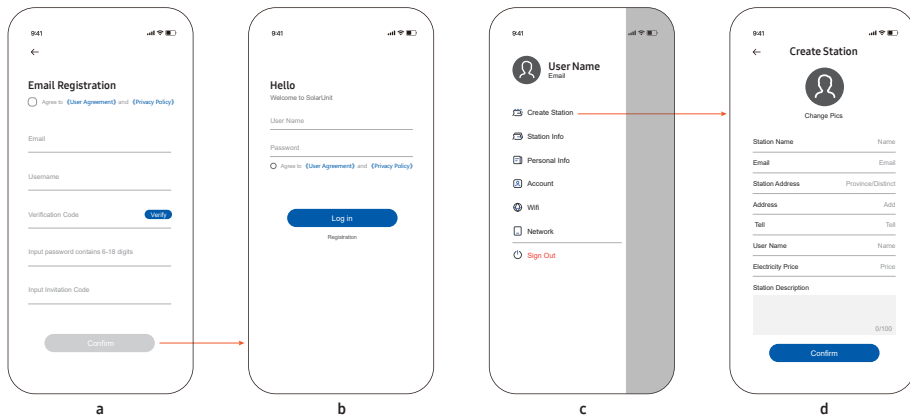 9:41
Email Registration
Agree to 《User Agreement》 and 《Privacy Policy》
Email
Username
Verification Code Verify
Input password contains 6-18 digits
Input Invitation Code
Confirm
a
9:41
Hello
Welcome to SolarUnit
User Name
Password
Agree to 《User Agreement》 and 《Privacy Policy》
Log in
Registration
b
9:41
User Name
Email
Create Station
Station Info
Personal Info
Account
Wifi
Network
Sign Out
c
9:41
Create Station
Change Pics
Station Name Name
Email Email
Station Address Province/Distinct
Address Add
Tell Tell
User Name Name
Electricity Price Price
Station Description
0/100
Confirm
d